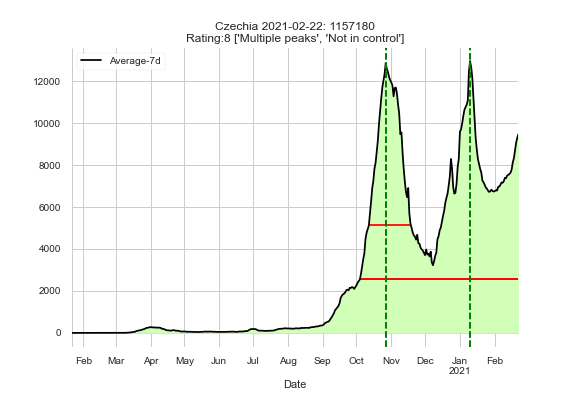 Czechia 2021-02-22: 1157180
Rating:8 ['Multiple peaks', 'Not in control']
Average-7d
12000
10000
8000
6000
4000
2000
0
Feb Mar Apr May Jun Jul Aug Sep Oct Nov Dec Jan Feb
2021
Date